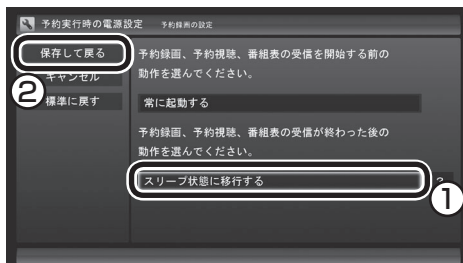 予約実行時の電源設定 予約録画の設定
保存して戻る
キャンセル
標準に戻す
予約録画、予約視聴、番組表の受信を開始する前の
動作を選んでください。
常に起動する
予約録画、予約視聴、番組表の受信が終わった後の
動作を選んでください。
スリープ状態に移行する
?
②
①